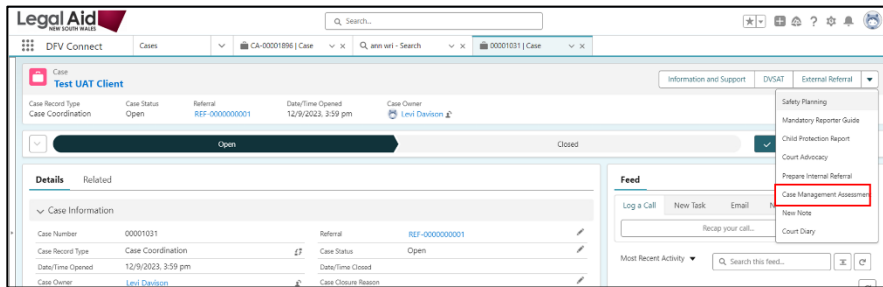 Legal Aid
NEW SOUTH WALES
Search...
DFV Connect
Cases
CA-00001896 | Case
ann wri - Search
00001031 | Case
Case
Test UAT Client
Information and Support
DVSAT
External Referral
Case Record Type
Case Status
Referral
Date/Time Opened
Case Owner
Case Coordination
Open
REF-0000000001
12/9/2023, 3:59 pm
Levi Davison
Safety Planning
Mandatory Reporter Guide
Child Protection Report
Court Advocacy
Prepare Internal Referral
Case Management Assessment
New Note
Court Diary
Open
Closed
Details
Related
Case Information
Case Number
00001031
Referral
REF-0000000001
Case Record Type
Case Coordination
Case Status
Open
Date/Time Opened
12/9/2023, 3:59 pm
Date/Time Closed
Case Owner
Levi Davison
Case Closure Reason
Feed
Log a Call
New Task
Email
N
Recap your call...
Most Recent Activity
Search this feed...